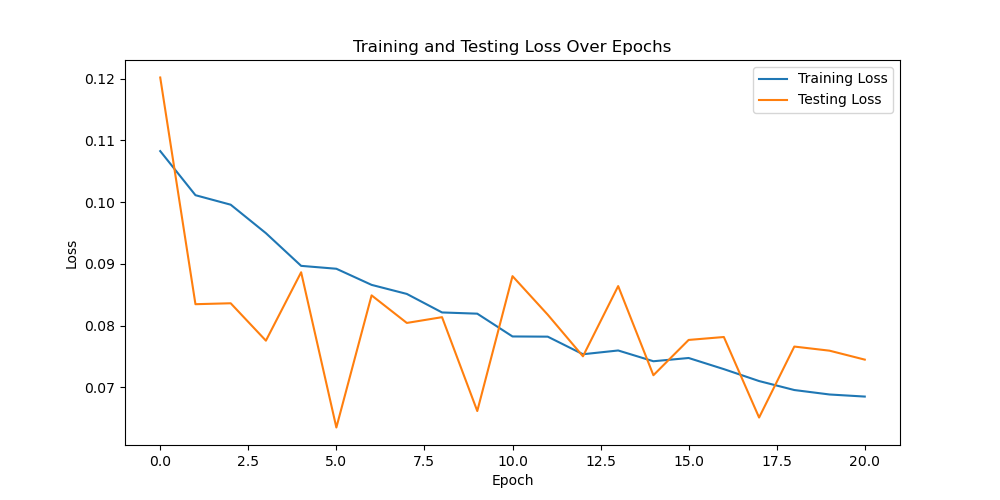 Training and Testing Loss Over Epochs
Training Loss
Testing Loss
Loss
0.12
0.11
0.10
0.09
0.08
0.07
0.0 2.5 5.0 7.5 10.0 12.5 15.0 17.5 20.0
Epoch